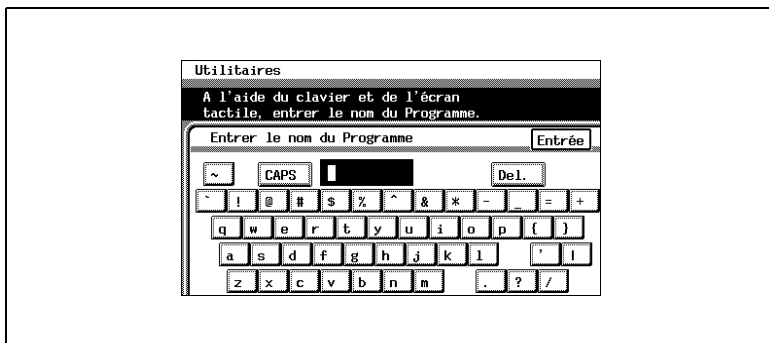 Utilitaires
A l'aide du clavier et de l'écran
tactile, entrer le nom du Programme.
Entrer le nom du Programme Entrée
~ CAPS Del.
` ! @ # $ % ^ & * - _ = +
q w e r t y u i o p { }
a s d f g h j k l ' |
z x c v b n m . ? /